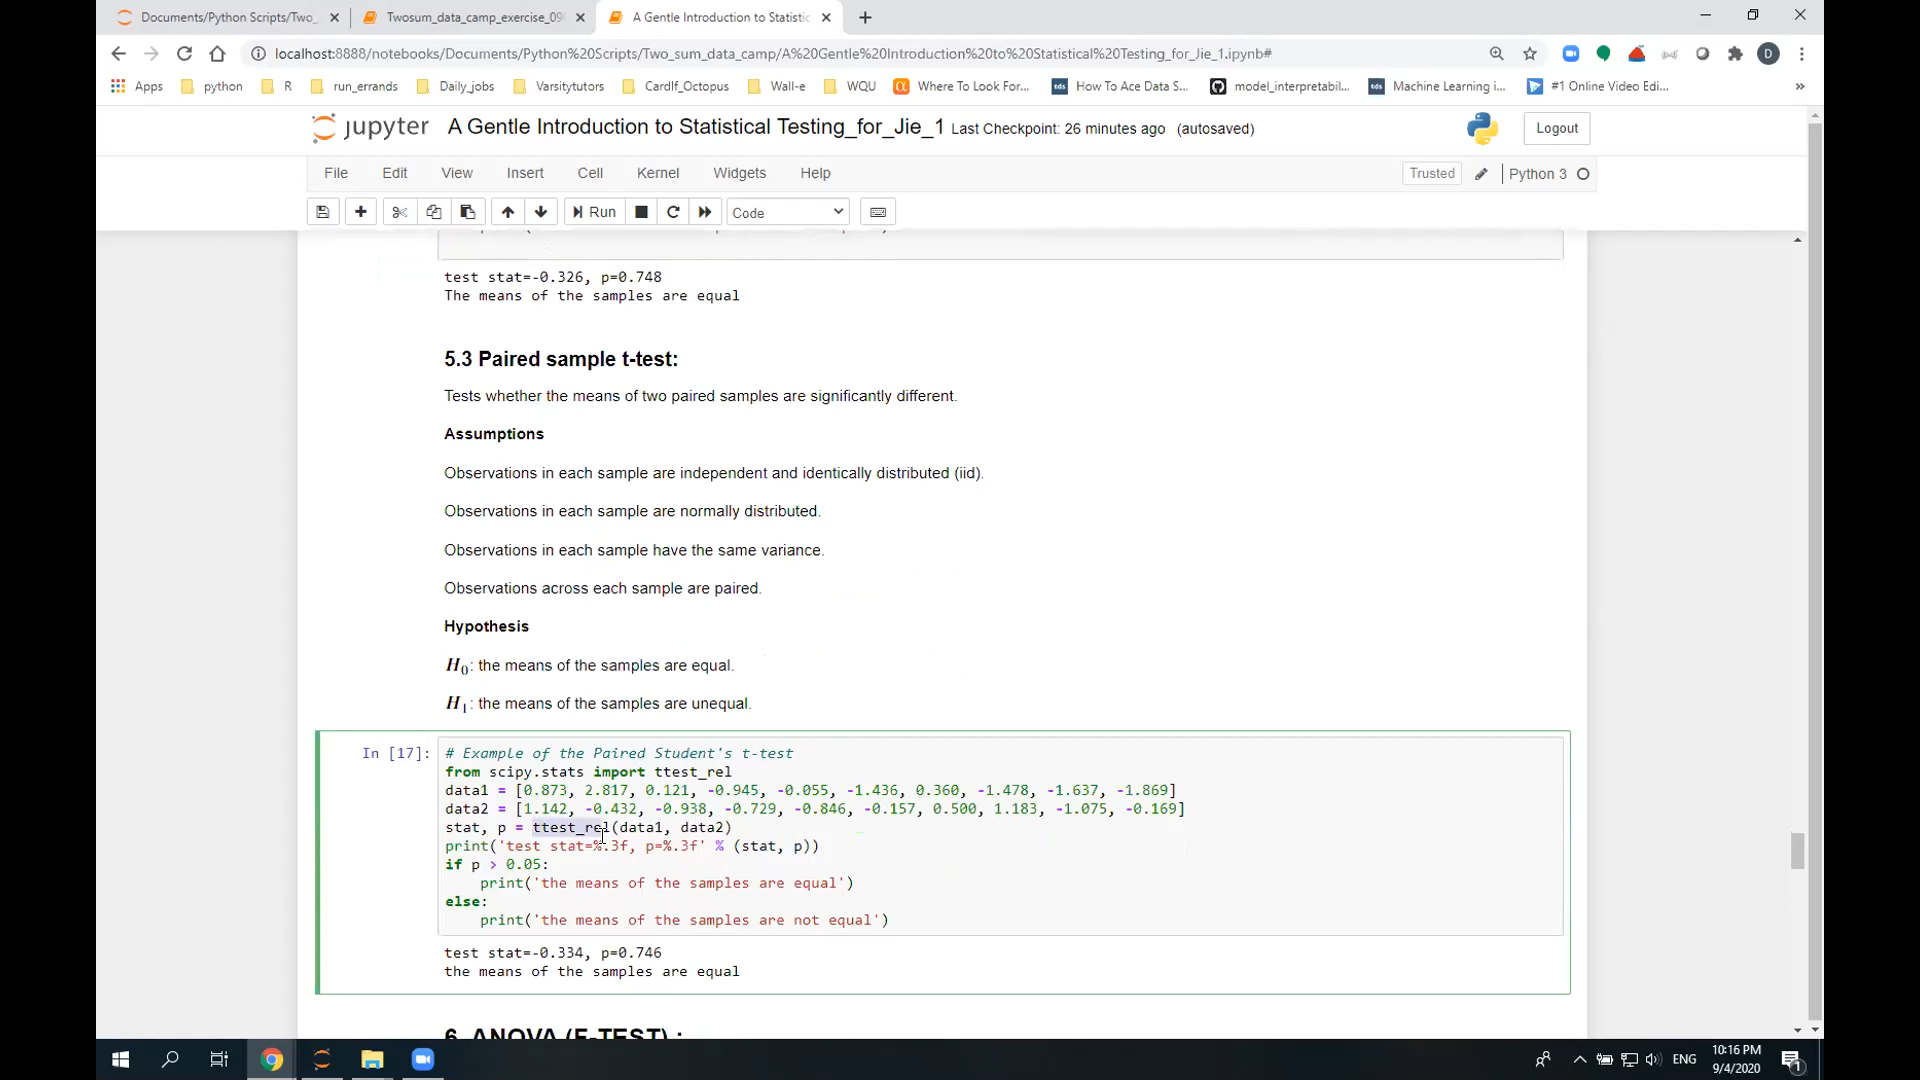 Documents/Python Scripts/Two_
Twosum_data_camp_exercise_09
A Gentle Introduction to Statistic
localhost:8888/notebooks/Documents/Python%20Scripts/Two_sum_data_camp/A%20Gentle%20Introduction%20to%20Statistical%20Testing_for_Jie_1.ipynb#
D
Apps
python
R
run_errands
Daily_jobs
Varsitytutors
CardIf_Octopus
Wall-e
WQU
Where To Look For...
tds How To Ace Data S...
model_interpretabil...
tds Machine Learning i...
#1 Online Video Edi...
»
jupyter A Gentle Introduction to Statistical Testing_for_Jie_1 Last Checkpoint: 26 minutes ago (autosaved)
Logout
File Edit View Insert Cell Kernel Widgets Help
Trusted
Python 3
Run
Code
test stat=-0.326, p=0.748
The means of the samples are equal
5.3 Paired sample t-test:
Tests whether the means of two paired samples are significantly different.
Assumptions
Observations in each sample are independent and identically distributed (iid).
Observations in each sample are normally distributed.
Observations in each sample have the same variance.
Observations across each sample are paired.
Hypothesis
H0: the means of the samples are equal.
H1: the means of the samples are unequal.
In [17]:
# Example of the Paired Student's t-test
from scipy.stats import ttest_rel
data1 = [0.873, 2.817, 0.121, -0.945, -0.055, -1.436, 0.360, -1.478, -1.637, -1.869]
data2 = [1.142, -0.432, -0.938, -0.729, -0.846, -0.157, 0.500, 1.183, -1.075, -0.169]
stat, p = ttest_rel(data1, data2)
print('test stat=%.3f, p=%.3f' % (stat, p))
if p > 0.05:
print('the means of the samples are equal')
else:
print('the means of the samples are not equal')
test stat=-0.334, p=0.746
the means of the samples are equal
6. ANOVA (F-TEST) :
ENG
10:16 PM
9/4/2020
1